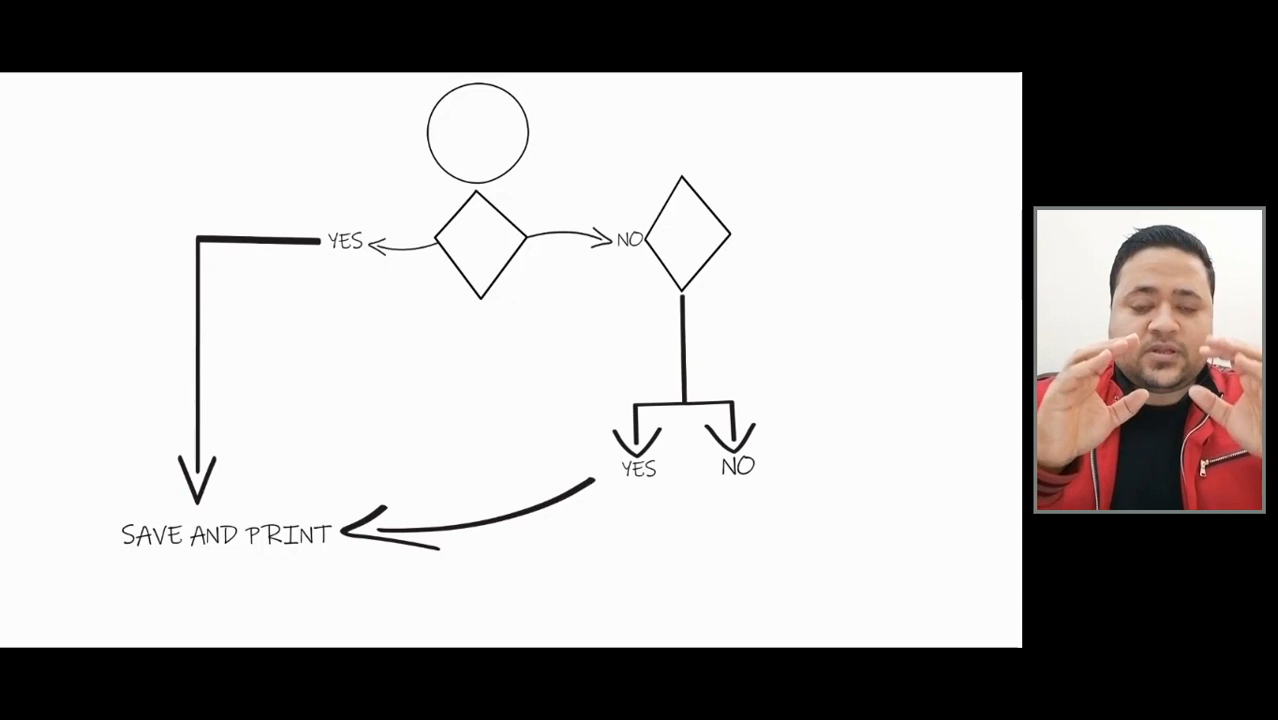 YES
NO
YES
NO
SAVE AND PRINT